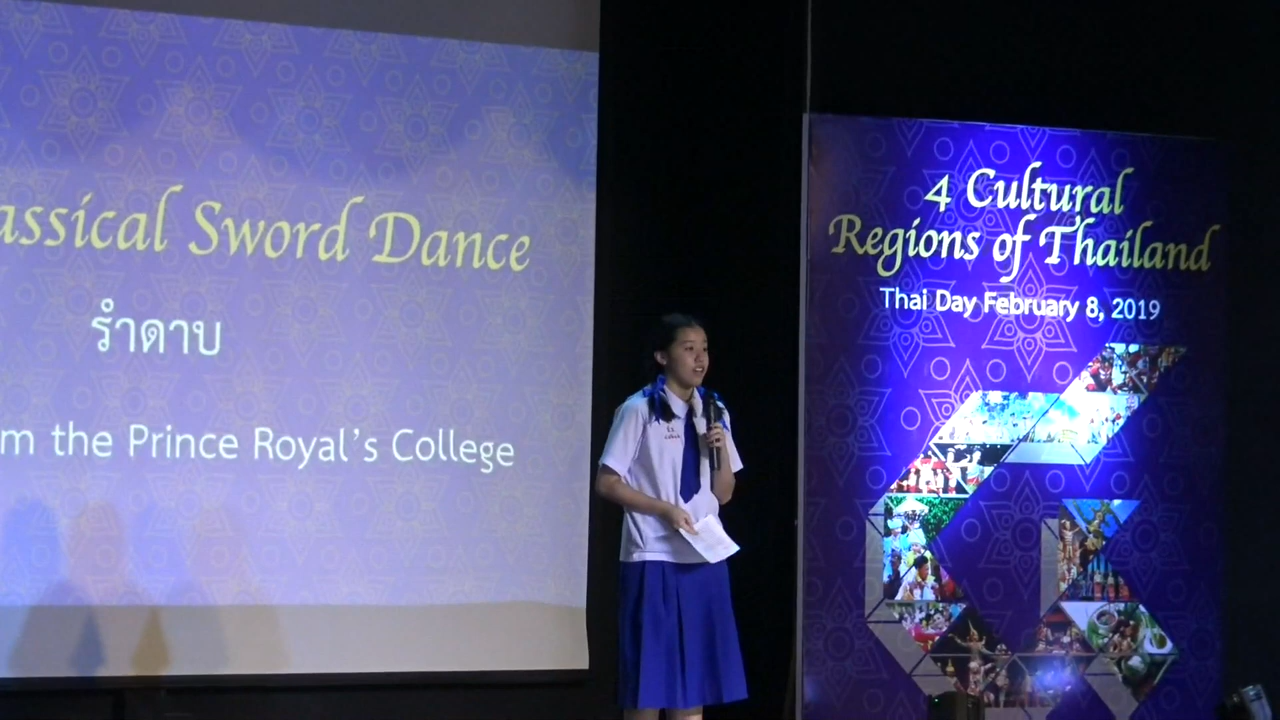 assical Sword Dance
รำดาบ
m the Prince Royal's College
4 Cultural
Regions of Thailand
Thai Day February 8, 2019